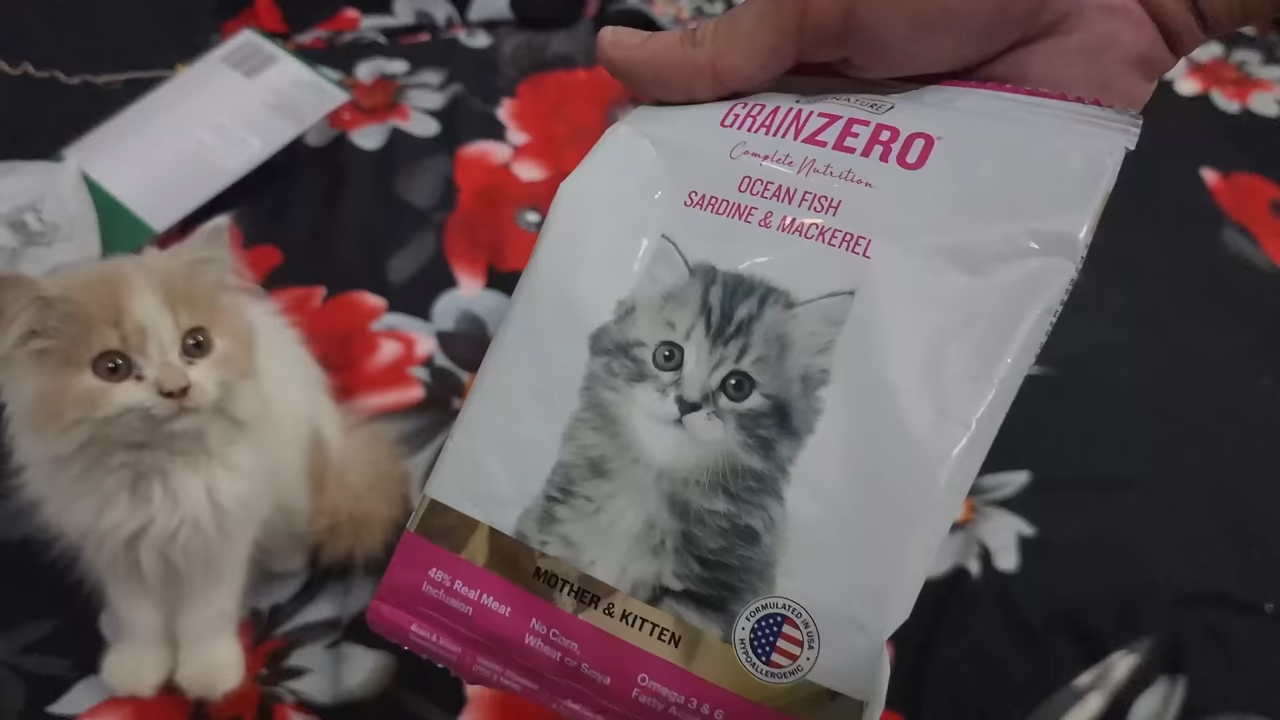 GRAINZERO
Complete Nutrition
OCEAN FISH
SARDINE & MACKEREL
MOTHER & KITTEN
48% Real Meat
Inclusion
No Corn,
Wheat or Soya
Omega 3 & 6
Fatty
FORMULATED IN USA
HYPOALLERGENIC